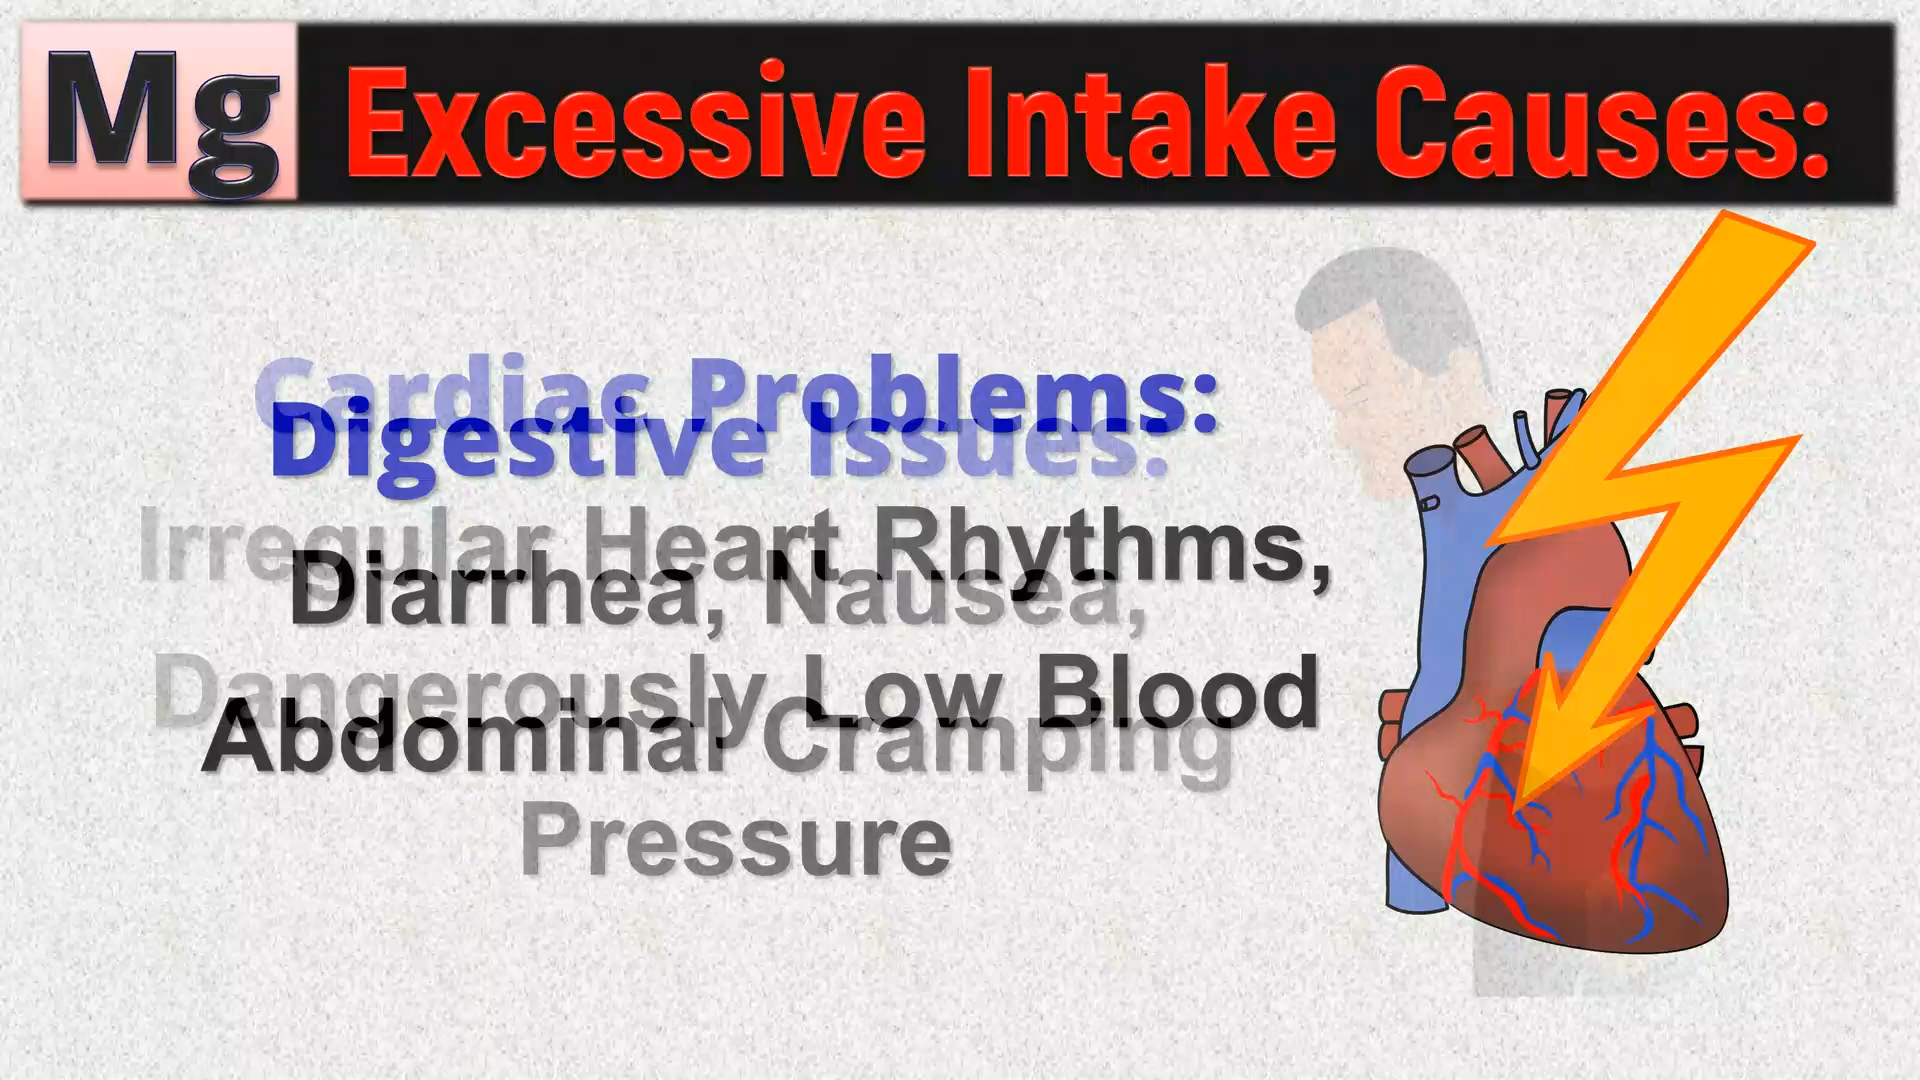 Mg Excessive Intake Causes:
Cardiac Problems:
Irregular Heart Rhythms,
Dangerously Low Blood
Pressure
Digestive Issues:
Diarrhea, Nausea,
Abdominal Cramping